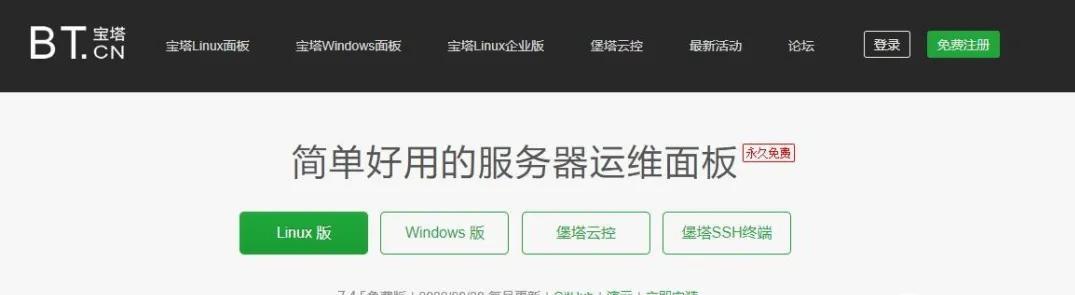 BT.CN 宝塔 宝塔Linux面板 宝塔Windows面板 宝塔Linux企业版 堡塔云控 最新活动 论坛 登录 免费注册
简单好用的服务器运维面板 永久免费
Linux 版 Windows 版 堡塔云控 堡塔SSH终端